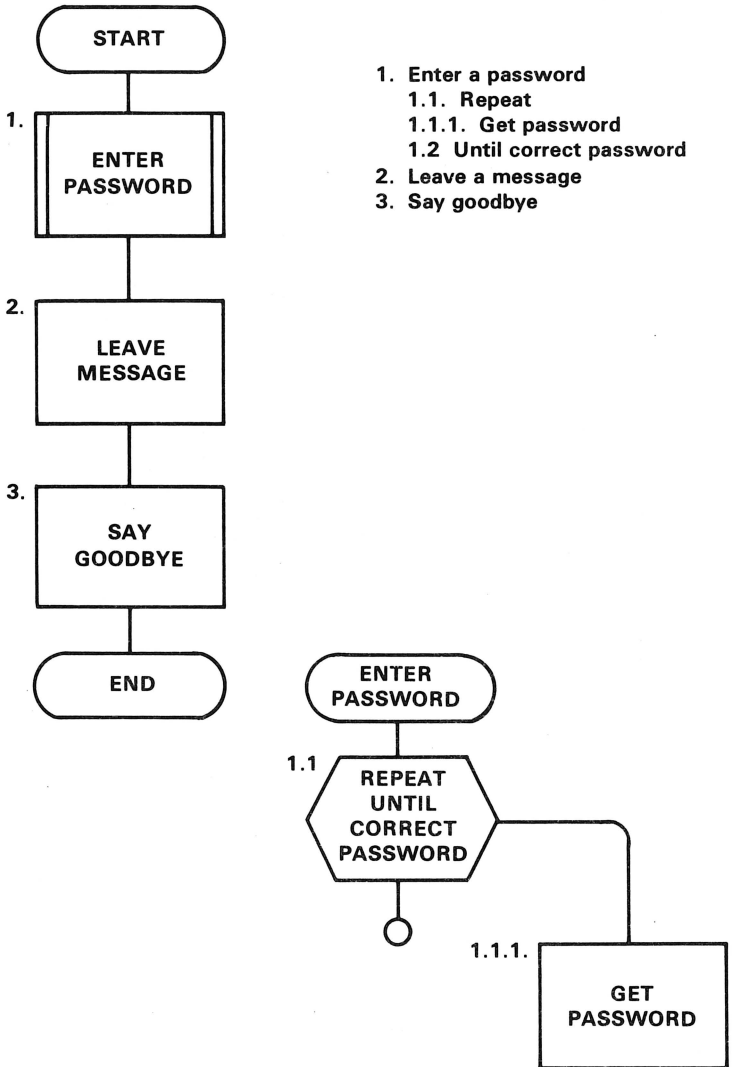 START
1.
ENTER
PASSWORD
2.
LEAVE
MESSAGE
3.
SAY
GOODBYE
END
1. Enter a password
1.1. Repeat
1.1.1. Get password
1.2 Until correct password
2. Leave a message
3. Say goodbye
ENTER
PASSWORD
1.1
REPEAT
UNTIL
CORRECT
PASSWORD
1.1.1.
GET
PASSWORD